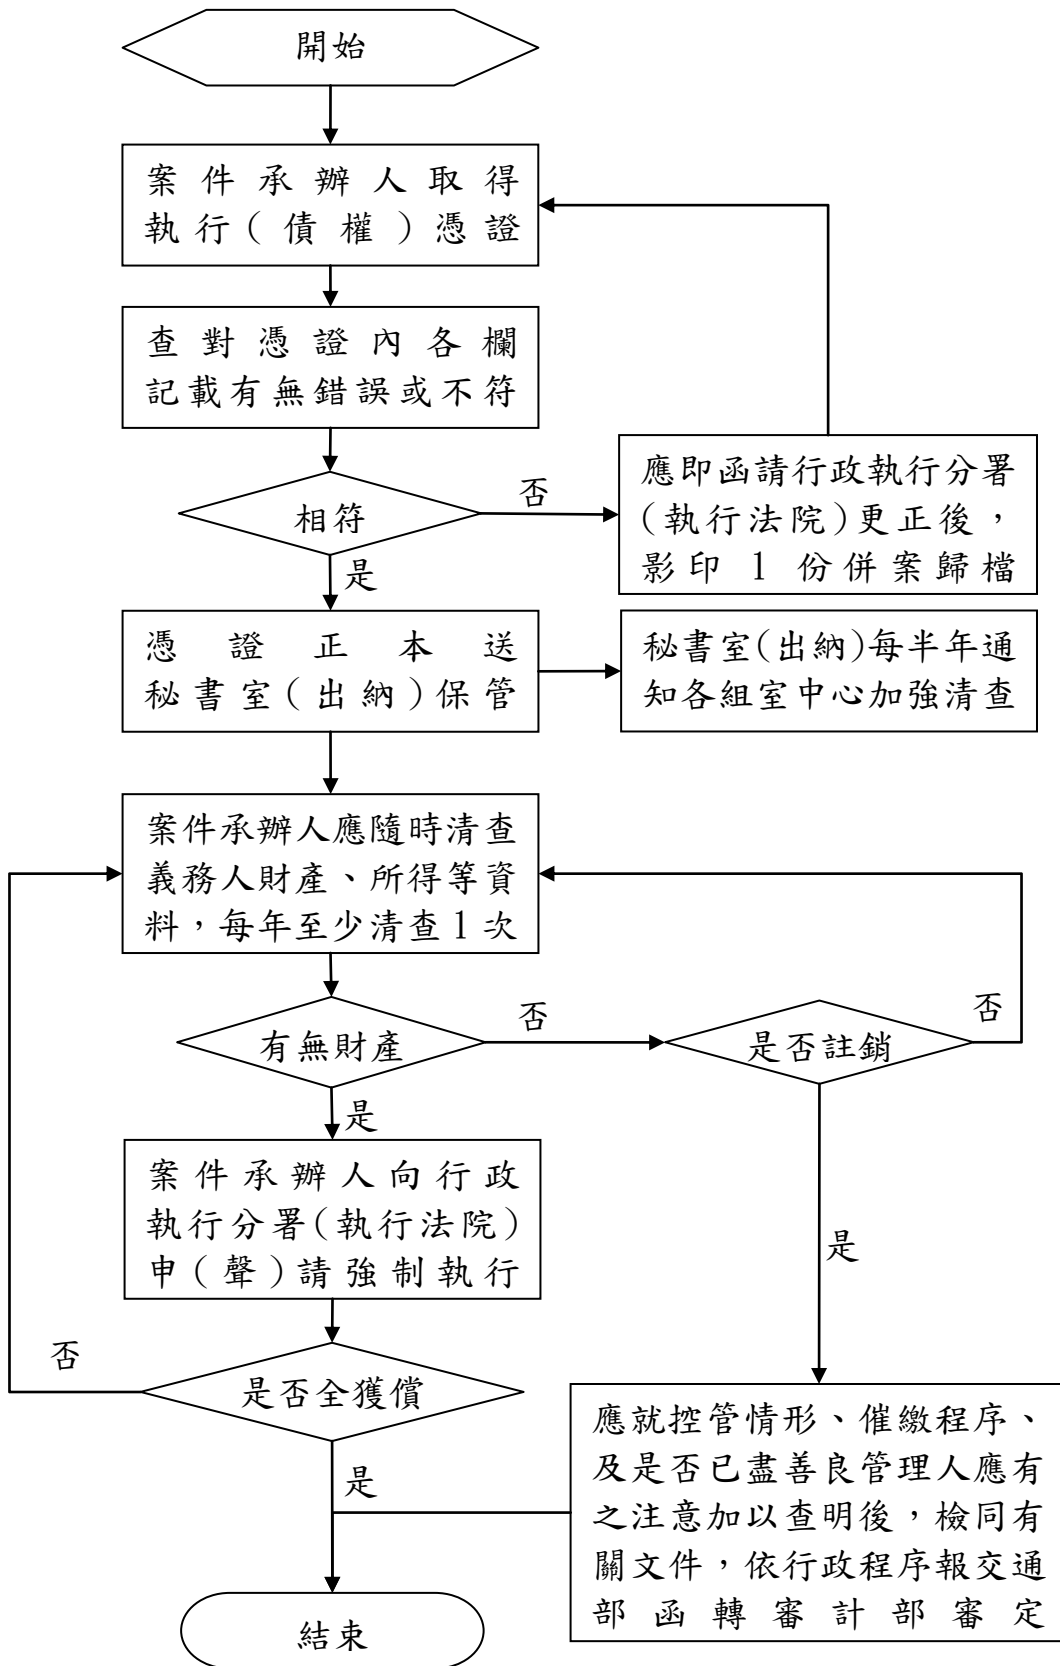 開始
案件承辦人取得
執行(債權)憑證
查對憑證內各欄
記載有無錯誤或不符
相符
否
應即函請行政執行分署
(執行法院)更正後，
影印1份併案歸檔
是
憑證正本送
秘書室(出納)保管
秘書室(出納)每半年通
知各組室中心加強清查
案件承辦人應隨時清查
義務人財產、所得等資
料，每年至少清查1次
有無財產
否
是否註銷
否
是
案件承辦人向行政
執行分署(執行法院)
申(聲)請強制執行
是
否
是否全獲償
是
應就控管情形、催繳程序、
及是否已盡善良管理人應有
之注意加以查明後，檢同有
關文件，依行政程序報交通
部函轉審計部審定
結束